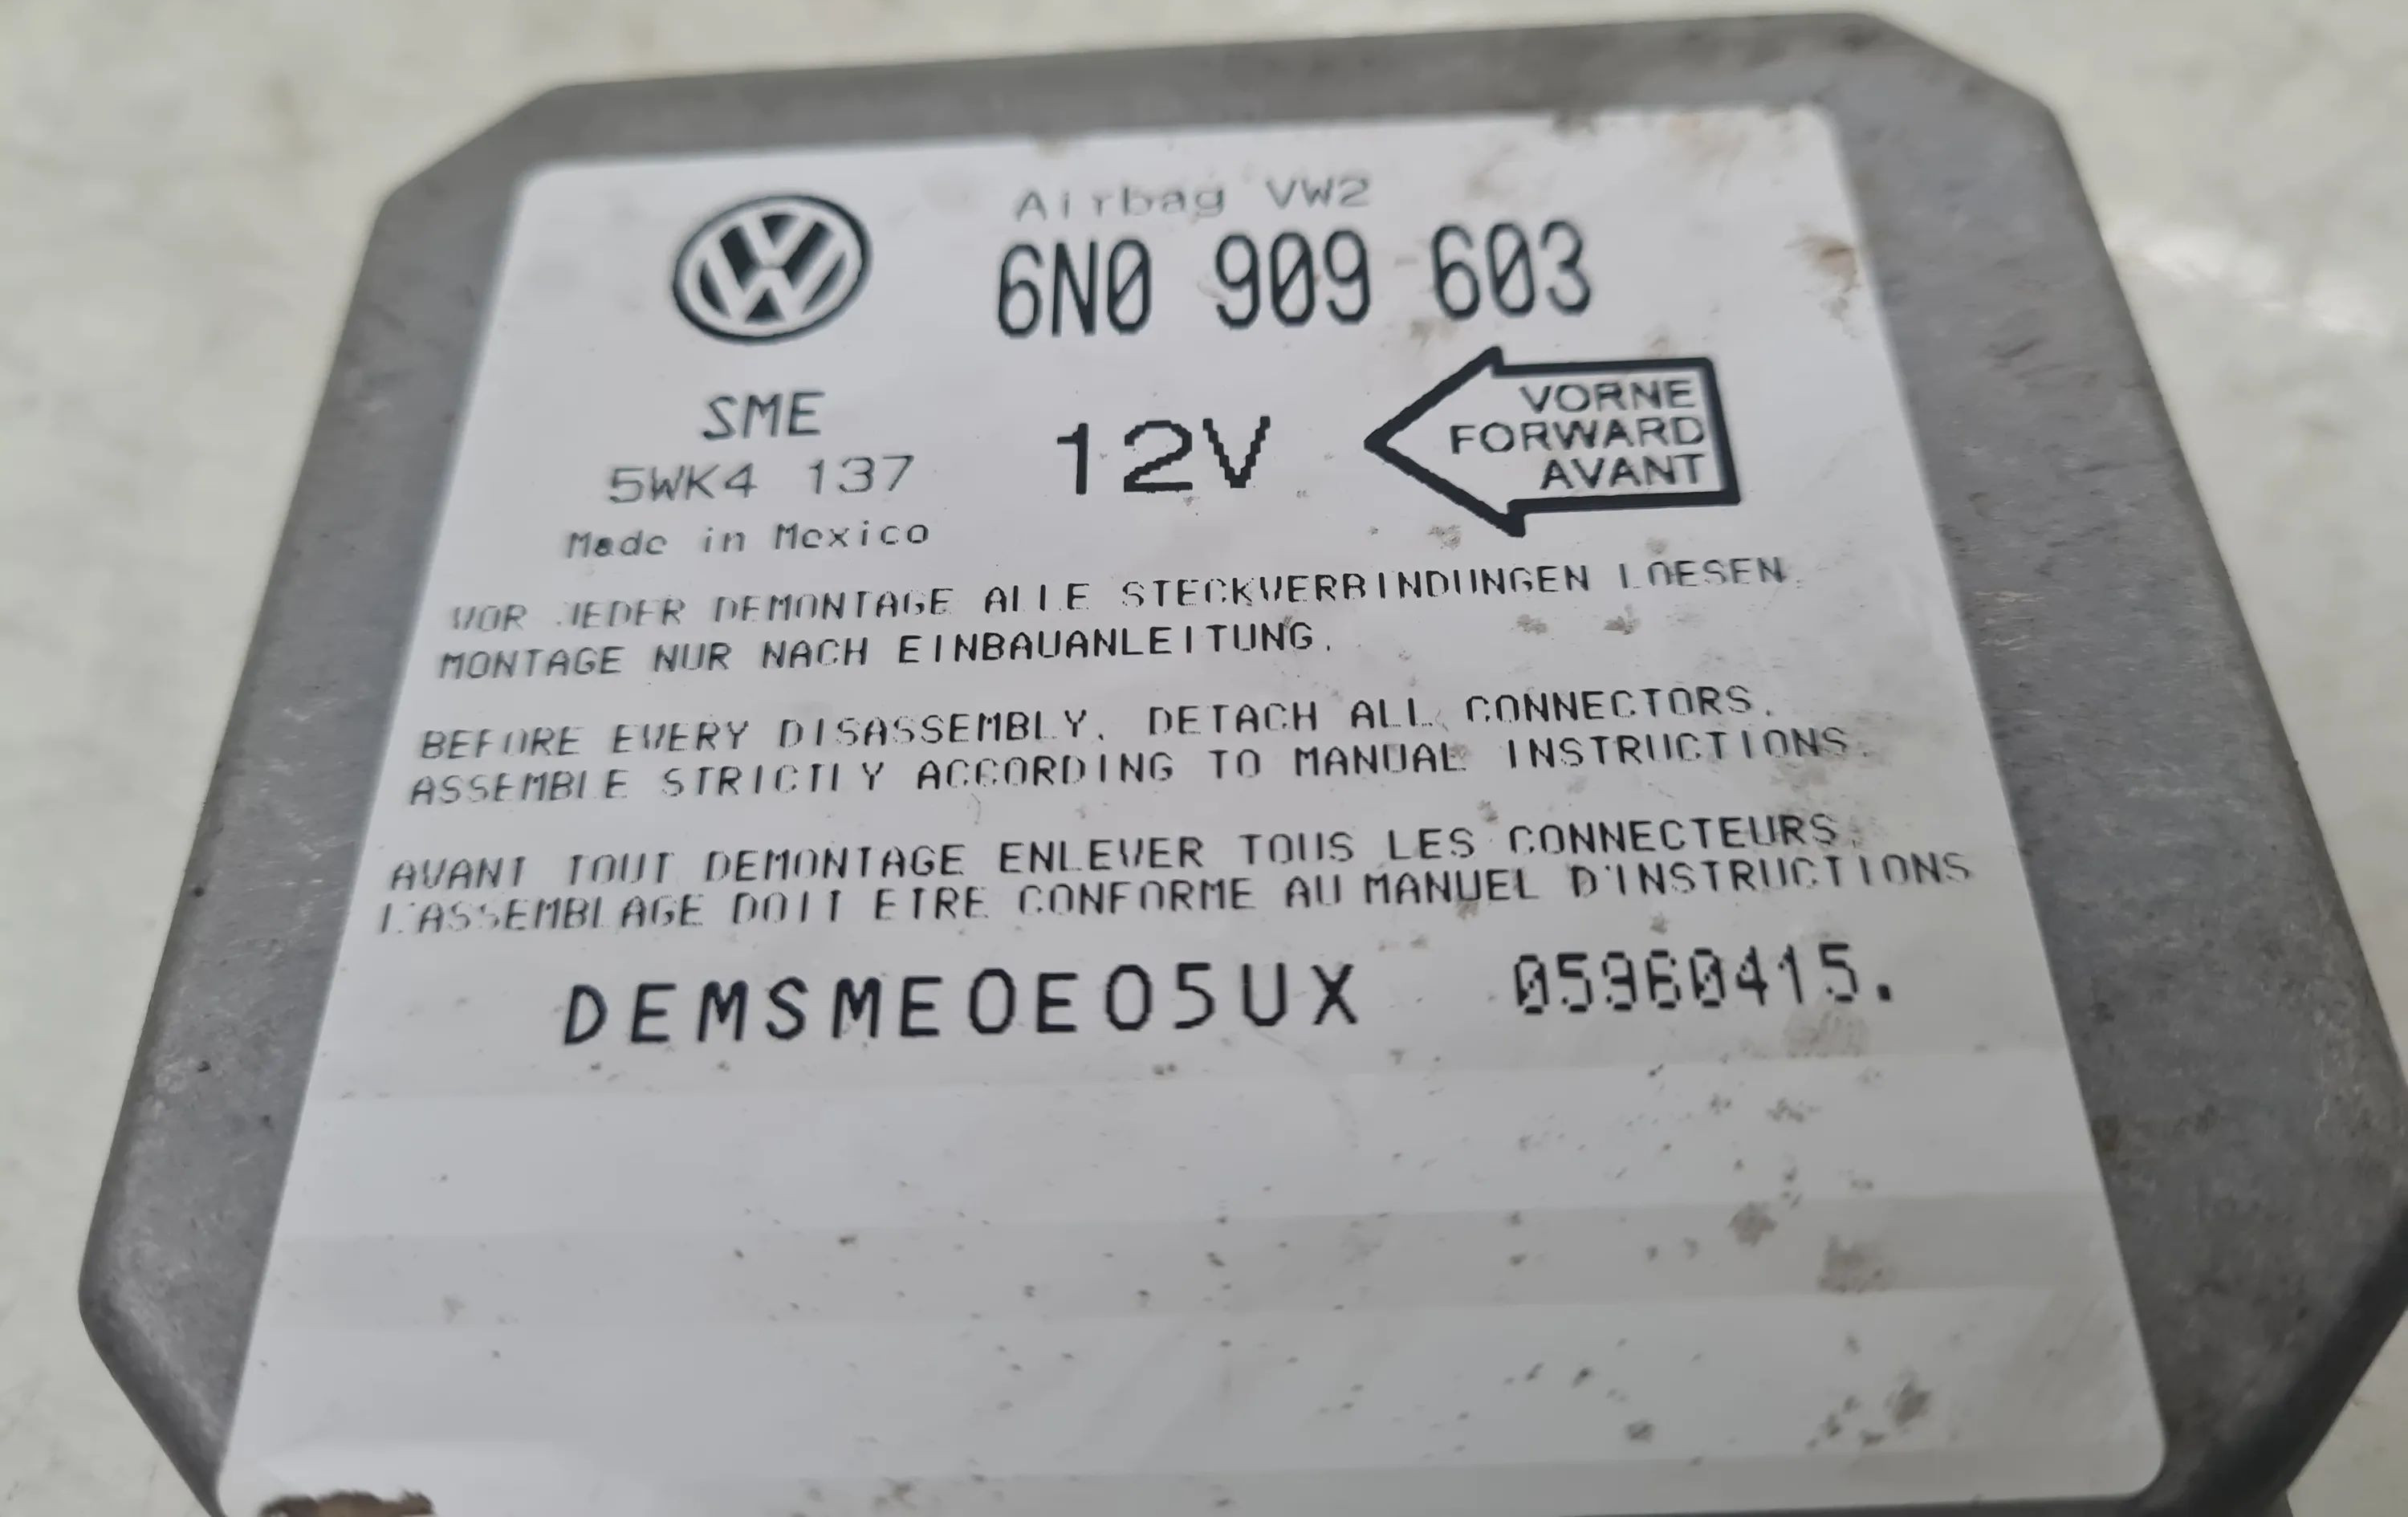 Airbag VW2
6N0 909 603
SME
5WK4 137
12V
VORNE
FORWARD
AVANT
Made in Mexico
VOR JEDER DEMONTAGE ALLE STECKVERBINDUNGEN LOESEN.
MONTAGE NUR NACH EINBAUANLEITUNG.
BEFORE EVERY DISASSEMBLY, DETACH ALL CONNECTORS.
ASSEMBLE STRICTLY ACCORDING TO MANUAL INSTRUCTIONS.
AVANT TOUT DEMONTAGE ENLEVER TOUS LES CONNECTEURS.
L'ASSEMBLAGE DOIT ETRE CONFORME AU MANUEL D'INSTRUCTIONS
DEMSME0E05UX 05960415.